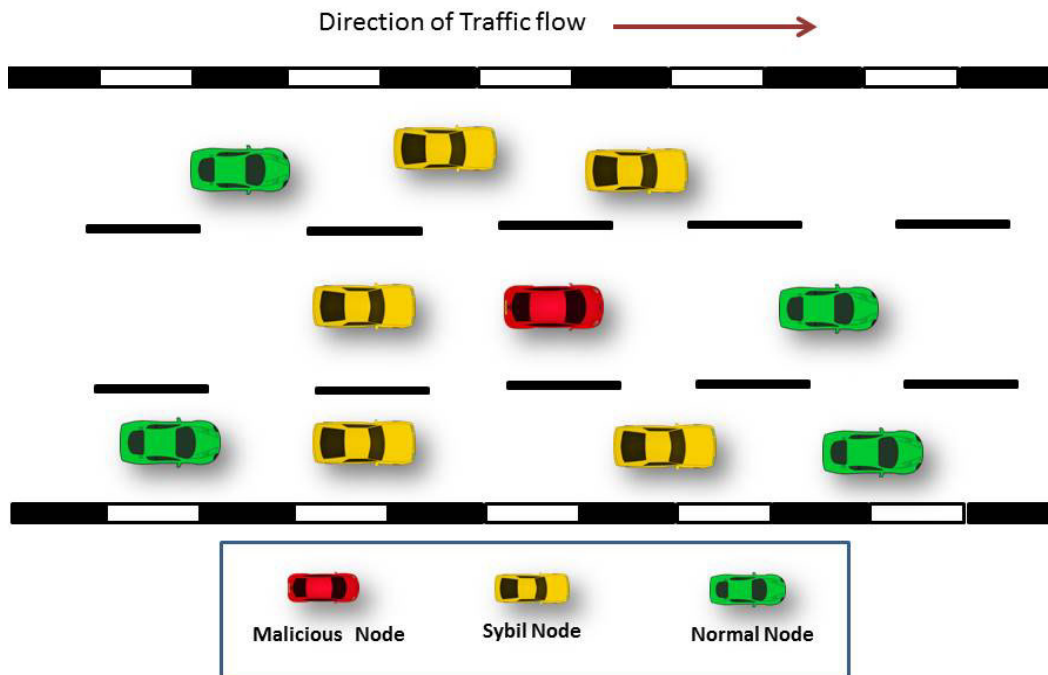 Direction of Traffic flow
Malicious Node
Sybil Node
Normal Node